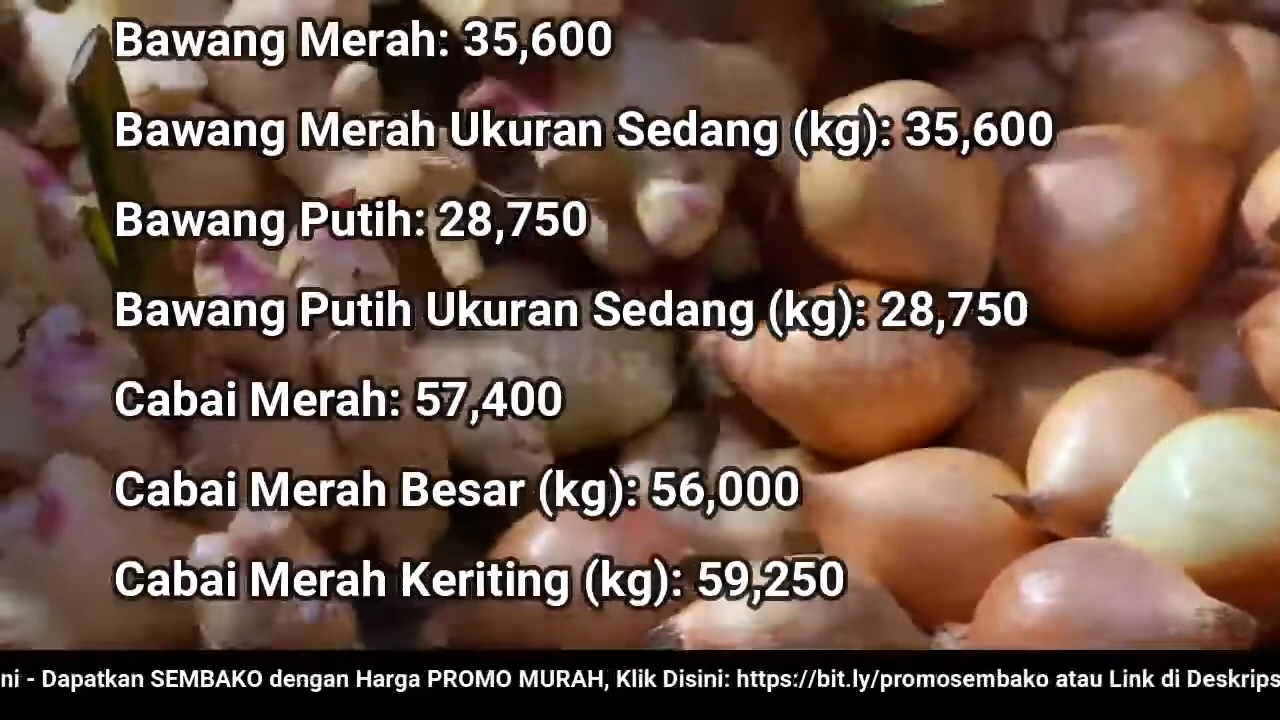 Bawang Merah: 35,600
Bawang Merah Ukuran Sedang (kg): 35,600
Bawang Putih: 28,750
Bawang Putih Ukuran Sedang (kg): 28,750
Cabai Merah: 57,400
Cabai Merah Besar (kg): 56,000
Cabai Merah Keriting (kg): 59,250
ni - Dapatkan SEMBAKO dengan Harga PROMO MURAH, Klik Disini: https://bit.ly/promosembako atau Link di Deskrips